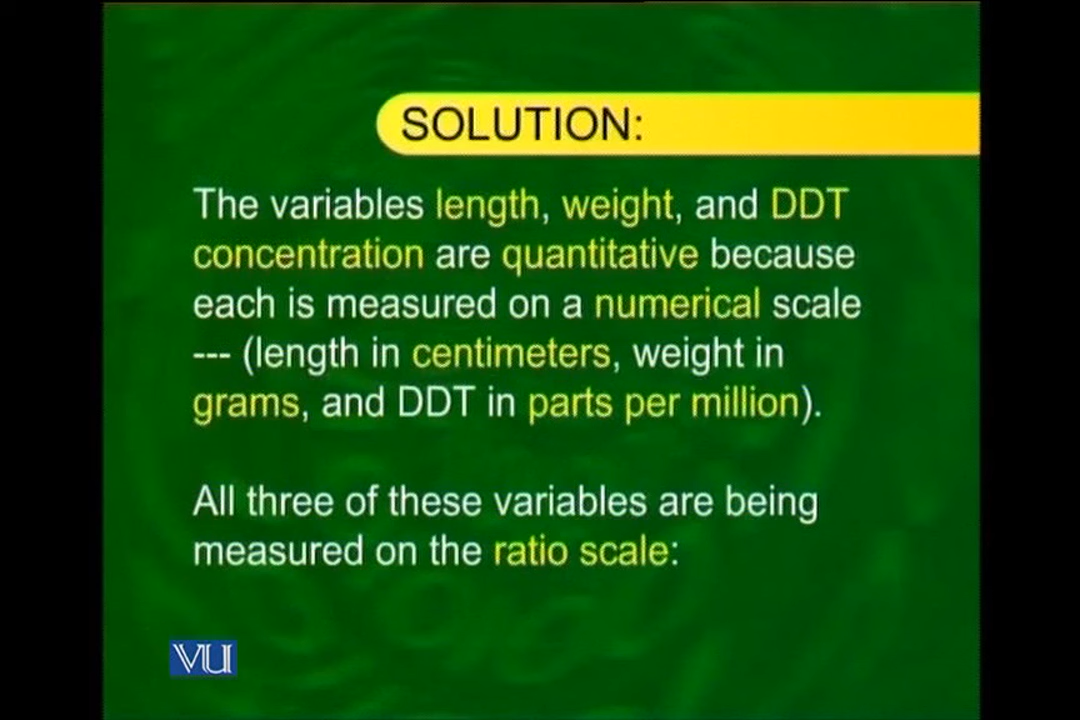 SOLUTION:
The variables length, weight, and DDT
concentration are quantitative because
each is measured on a numerical scale
--- (length in centimeters, weight in
grams, and DDT in parts per million).
All three of these variables are being
measured on the ratio scale:
VU